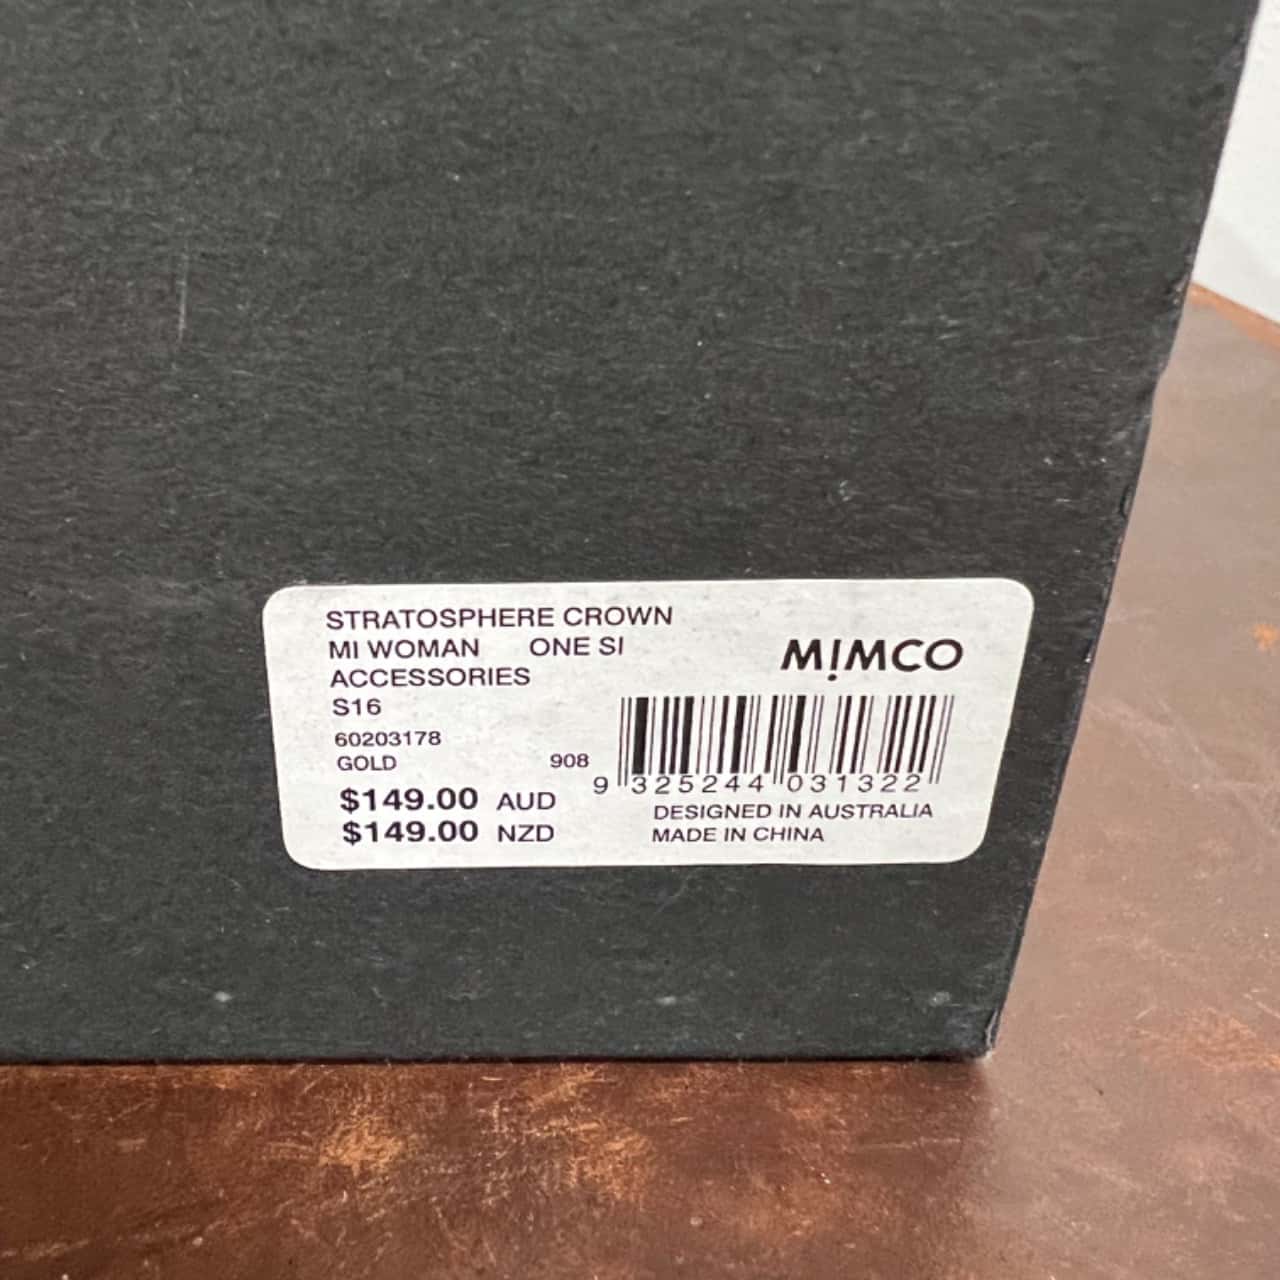 STRATOSPHERE CROWN
MI WOMAN ONE SI
ACCESSORIES
S16
60203178
GOLD 908
$149.00 AUD
$149.00 NZD
M!MCO
9 325244 031322
DESIGNED IN AUSTRALIA
MADE IN CHINA